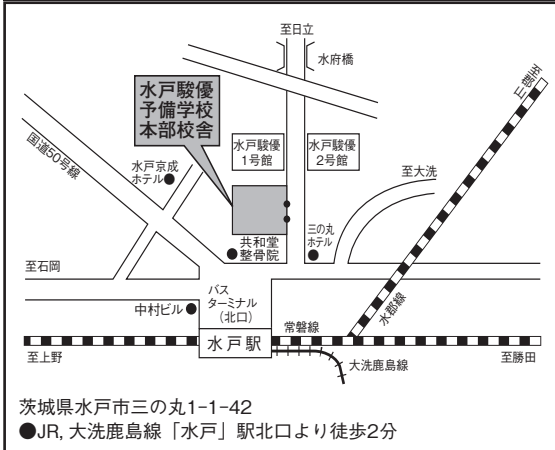 至日立
水府橋
水戸駿優
予備学校
本部校舎
至郡山
国道50号線
水戸京成
ホテル
水戸駿優
1号館
水戸駿優
2号館
至大洗
共和堂
整骨院
三の丸
ホテル
至石岡
バス
ターミナル
(北口)
中村ビル
水郡線
常磐線
水戸駅
至上野
至勝田
大洗鹿島線
茨城県水戸市三の丸1-1-42
●JR, 大洗鹿島線「水戸」駅北口より徒歩2分